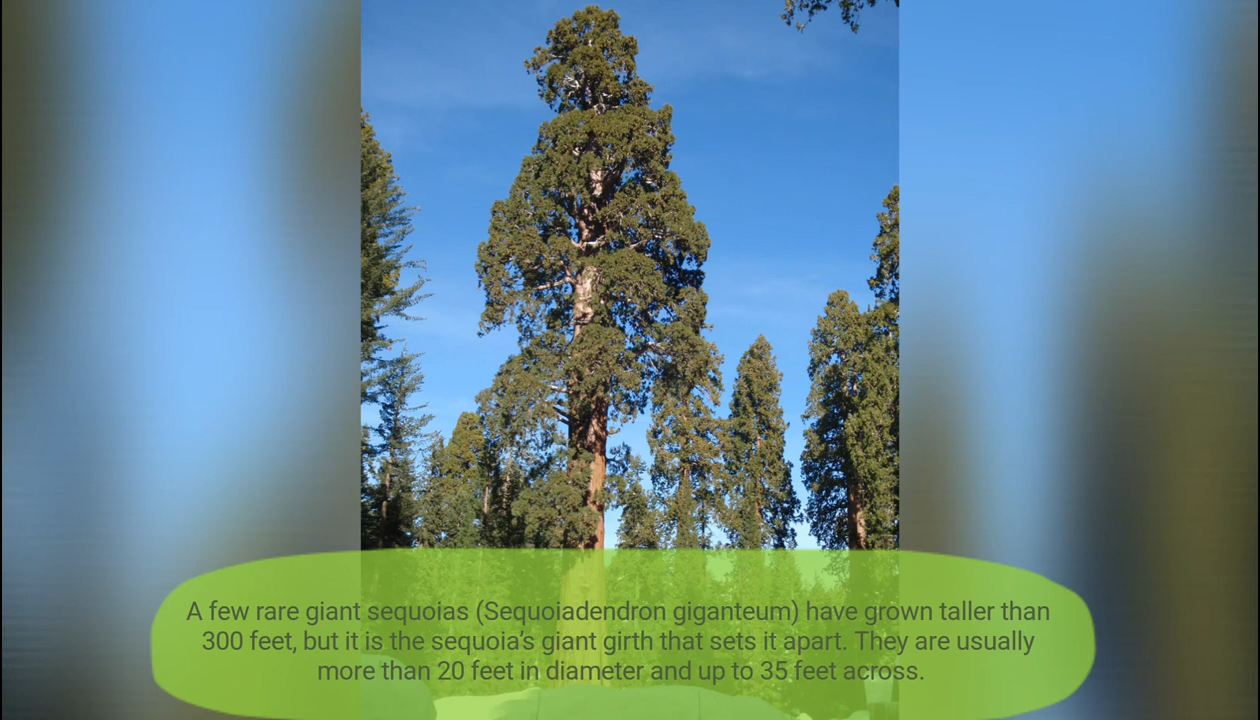 A few rare giant sequoias (Sequoiadendron giganteum) have grown taller than
300 feet, but it is the sequoia’s giant girth that sets it apart. They are usually
more than 20 feet in diameter and up to 35 feet across.